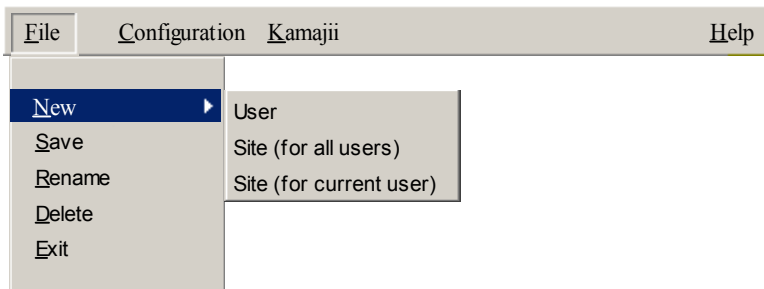 File Configuration Kamajii Help
New User
Save Site (for all users)
Rename Site (for current user)
Delete
Exit